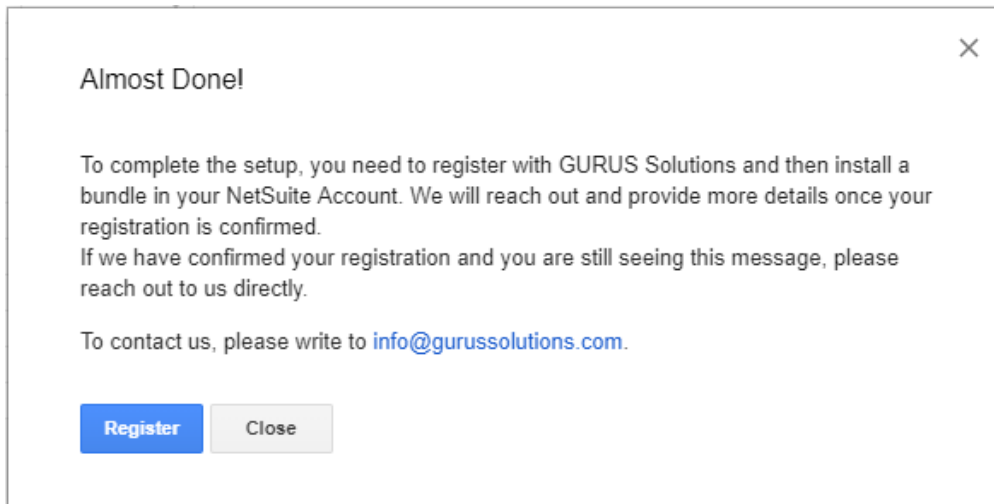 Almost Done!
To complete the setup, you need to register with GURUS Solutions and then install a
bundle in your NetSuite Account. We will reach out and provide more details once your
registration is confirmed.
If we have confirmed your registration and you are still seeing this message, please
reach out to us directly.
To contact us, please write to info@gurussolutions.com.
Register Close